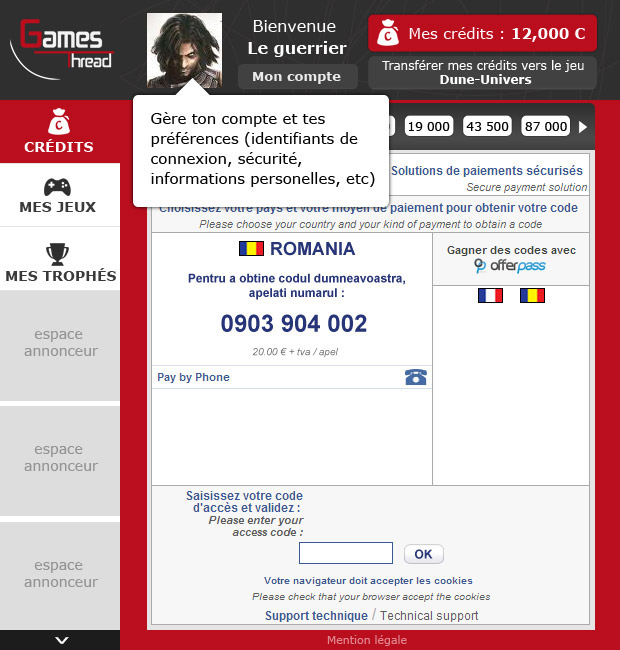 Games
Thread
Bienvenue
Le guerrier
Mon compte
Mes crédits : 12,000 C
Transférer mes crédits vers le jeu
Dune-Univers
C
CRÉDITS
MES JEUX
MES TROPHÉS
espace
annonceur
espace
annonceur
espace
annonceur
Gère ton compte et tes
préférences (identifiants de
connexion, sécurité,
informations personelles, etc)
19 000
43 500
87 000
Solutions de paiements sécurisés
Secure payment solution
Choisissez votre pays et votre moyen de paiement pour obtenir votre code
Please choose your country and your kind of payment to obtain a code
ROMANIA
Pentru a obtine codul dumneavoastra,
apelati numarul :
0903 904 002
20.00 € + tva / apel
Pay by Phone
Gagner des codes avec
offerpass
Saisissez votre code
d'accès et validez :
Please enter your
access code :
OK
Votre navigateur doit accepter les cookies
Please check that your browser accept the cookies
Support technique / Technical support
Mention légale